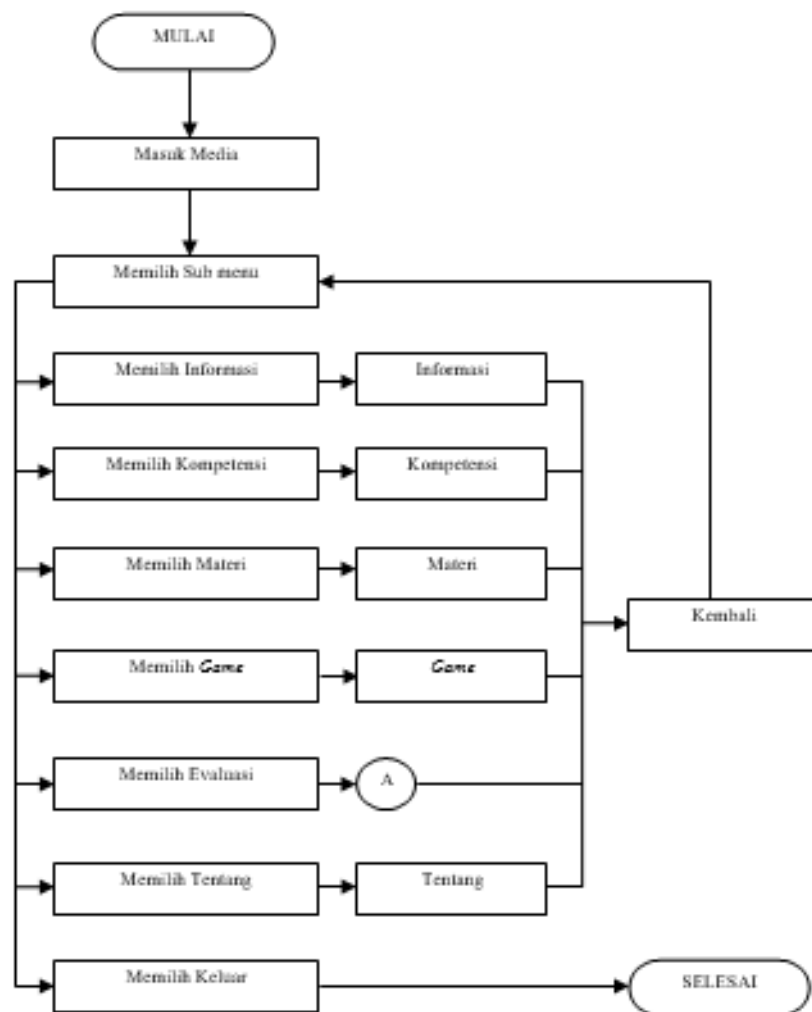 MULAI
Masuk Media
Memilih Sub menu
Memilih Informasi
Informasi
Memilih Kompetensi
Kompetensi
Memilih Materi
Materi
Kembali
Memilih Game
Game
Memilih Evaluasi
A
Memilih Tentang
Tentang
Memilih Keluar
SELESAI